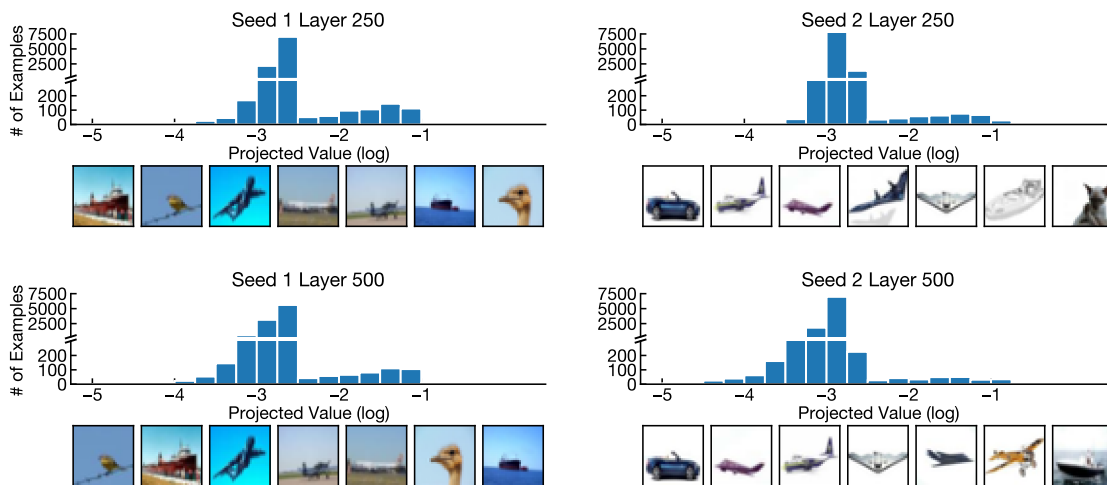 Seed 1 Layer 250
# of Examples
7500
5000
2500
100
0
−5 −4 −3 −2 −1
Projected Value (log)
Seed 2 Layer 250
7500
5000
2500
100
0
−5 −4 −3 −2 −1
Projected Value (log)
Seed 1 Layer 500
# of Examples
7500
5000
2500
200
100
0
−5 −4 −3 −2 −1
Projected Value (log)
Seed 2 Layer 500
7500
5000
2500
200
100
0
−5 −4 −3 −2 −1
Projected Value (log)